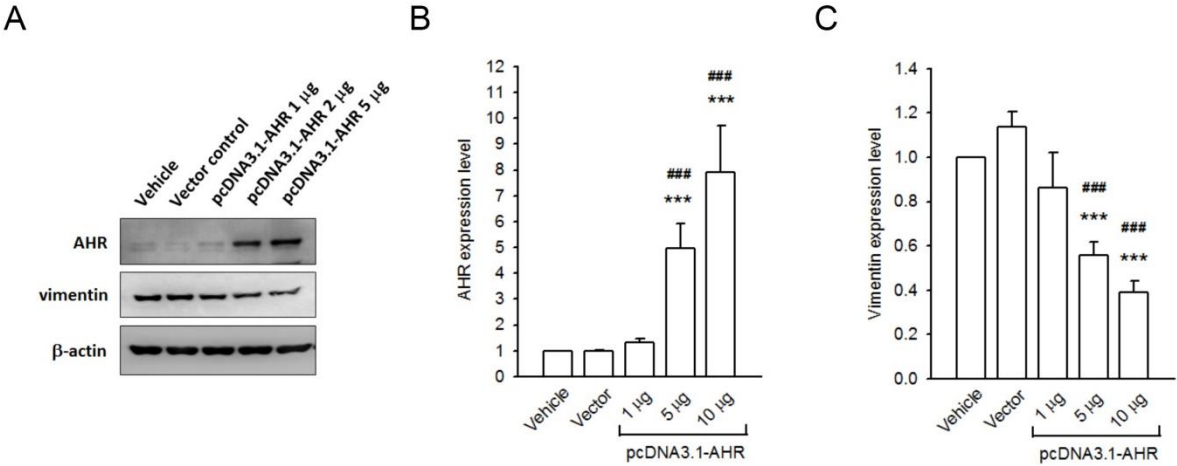 A
Vehicle
Vector control
pcDNA3.1-AHR 1 μg
pcDNA3.1-AHR 2 μg
pcDNA3.1-AHR 5 μg
AHR
vimentin
β-actin
B
AHR expression level
12
11
10
9
8
7
6
5
4
3
2
1
0
###
***
###
***
Vehicle
Vector
1 μg
5 μg
10 μg
pcDNA3.1-AHR
C
Vimentin expression level
1.4
1.2
1.0
0.8
0.6
0.4
0.2
0.0
###
***
###
***
Vehicle
Vector
1 μg
5 μg
10 μg
pcDNA3.1-AHR